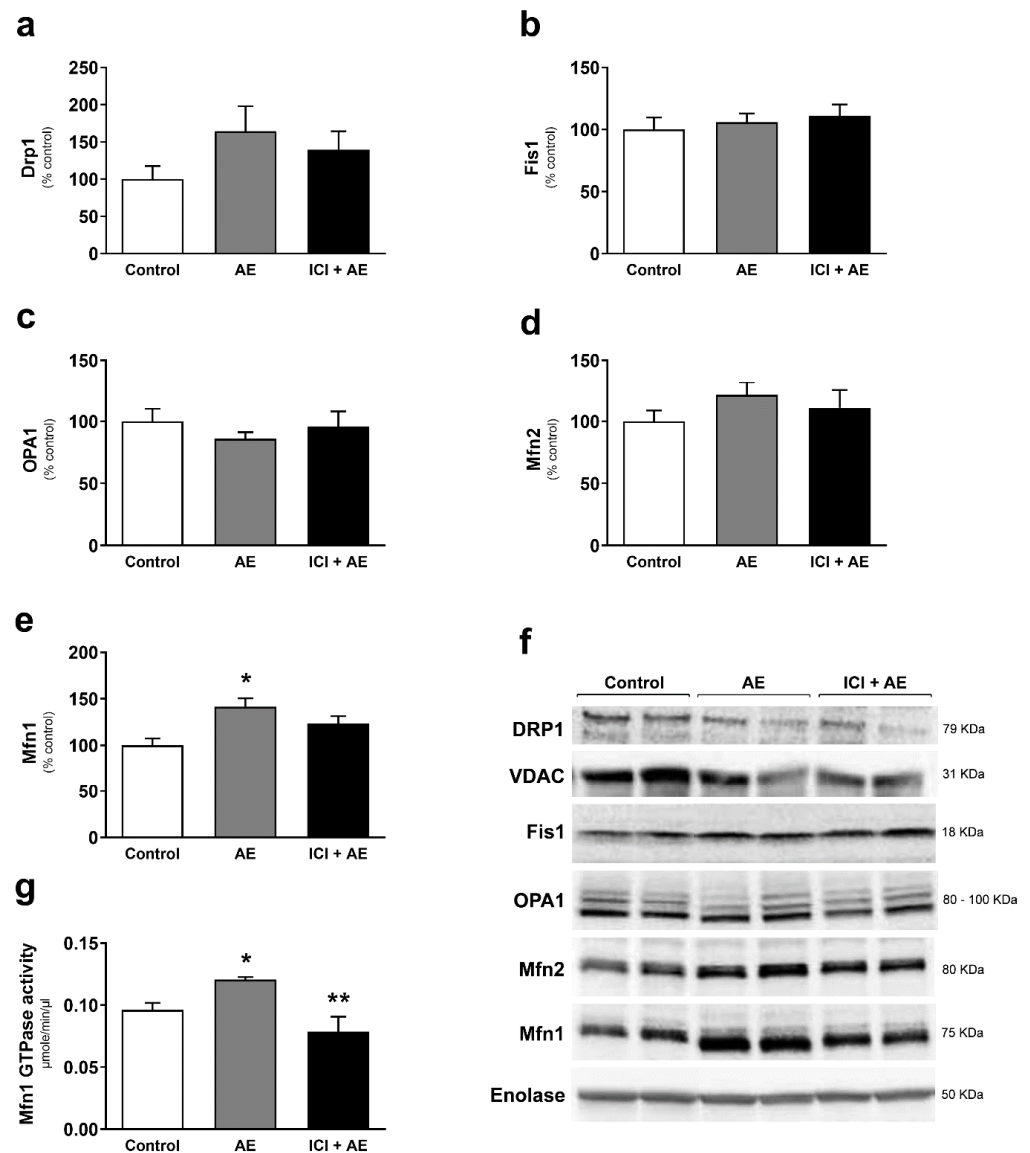 a
250
200
150
100
50
0
Drp1
(% control)
Control AE ICI + AE
b
150
100
50
0
Fis1
(% control)
Control AE ICI + AE
c
150
100
50
0
OPA1
(% control)
Control AE ICI + AE
d
150
100
50
0
Mfn2
(% control)
Control AE ICI + AE
e
200
150
100
50
0
Mfn1
(% control)
*
Control AE ICI + AE
f
Control AE ICI + AE
DRP1 79 KDa
VDAC 31 KDa
Fis1 18 KDa
OPA1 80 - 100 KDa
Mfn2 80 KDa
Mfn1 75 KDa
Enolase 50 KDa
g
0.15
0.10
0.05
0.00
Mfn1 GTPase activity
µmole/min/µl
*
**
Control AE ICI + AE